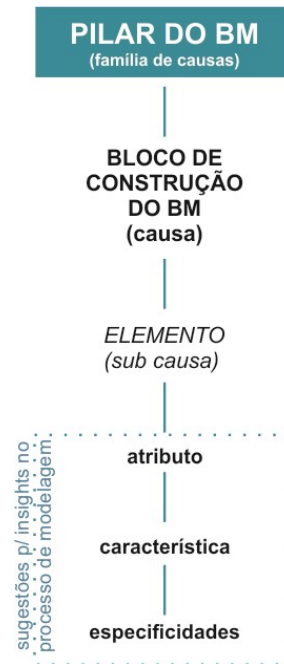 PILAR DO BM
(família de causas)
BLOCO DE
CONSTRUÇÃO
DO BM
(causa)
ELEMENTO
(sub causa)
atributo
característica
especificidades
sugestões p/ insights no
processo de modelagem